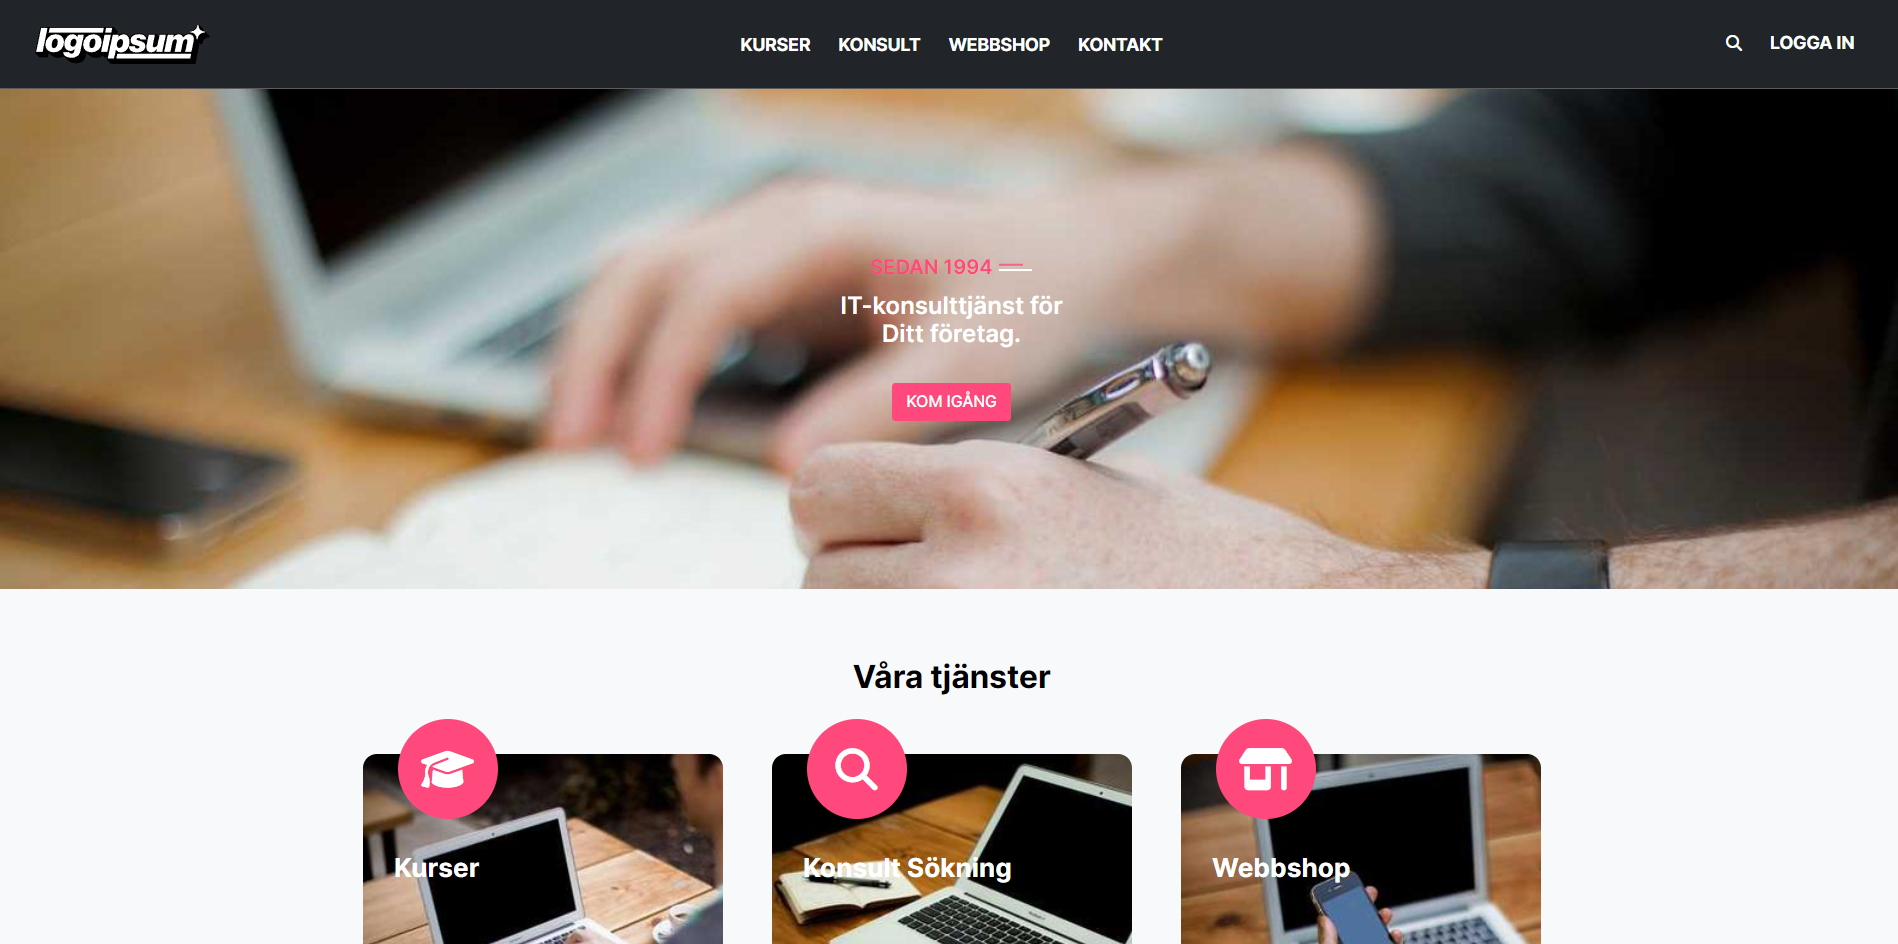 logoipsum
KURSER KONSULT WEBBSHOP KONTAKT
LOGGA IN
SEDAN 1994
IT-konsulttjänst för
Ditt företag.
KOM IGÅNG
Våra tjänster
Kurser
Konsult Sökning
Webbshop